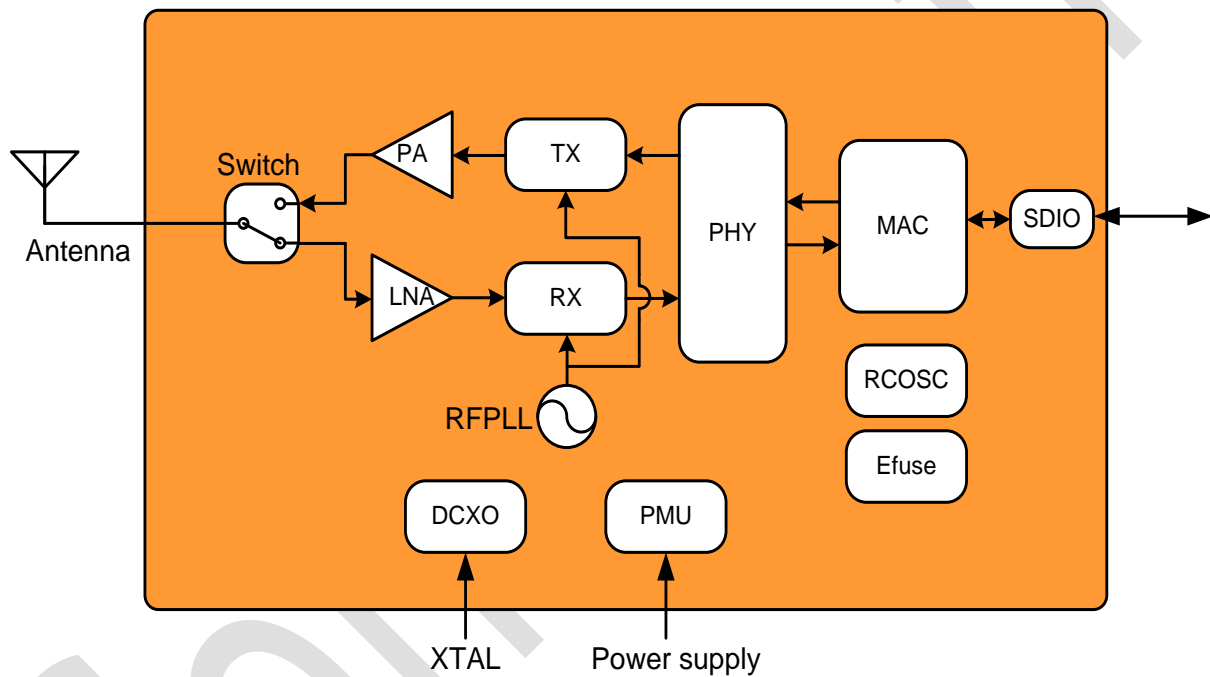 PA
TX
Switch
PHY
MAC
SDIO
Antenna
LNA
RX
RCOSC
RFPLL
Efuse
DCXO
PMU
XTAL
Power supply